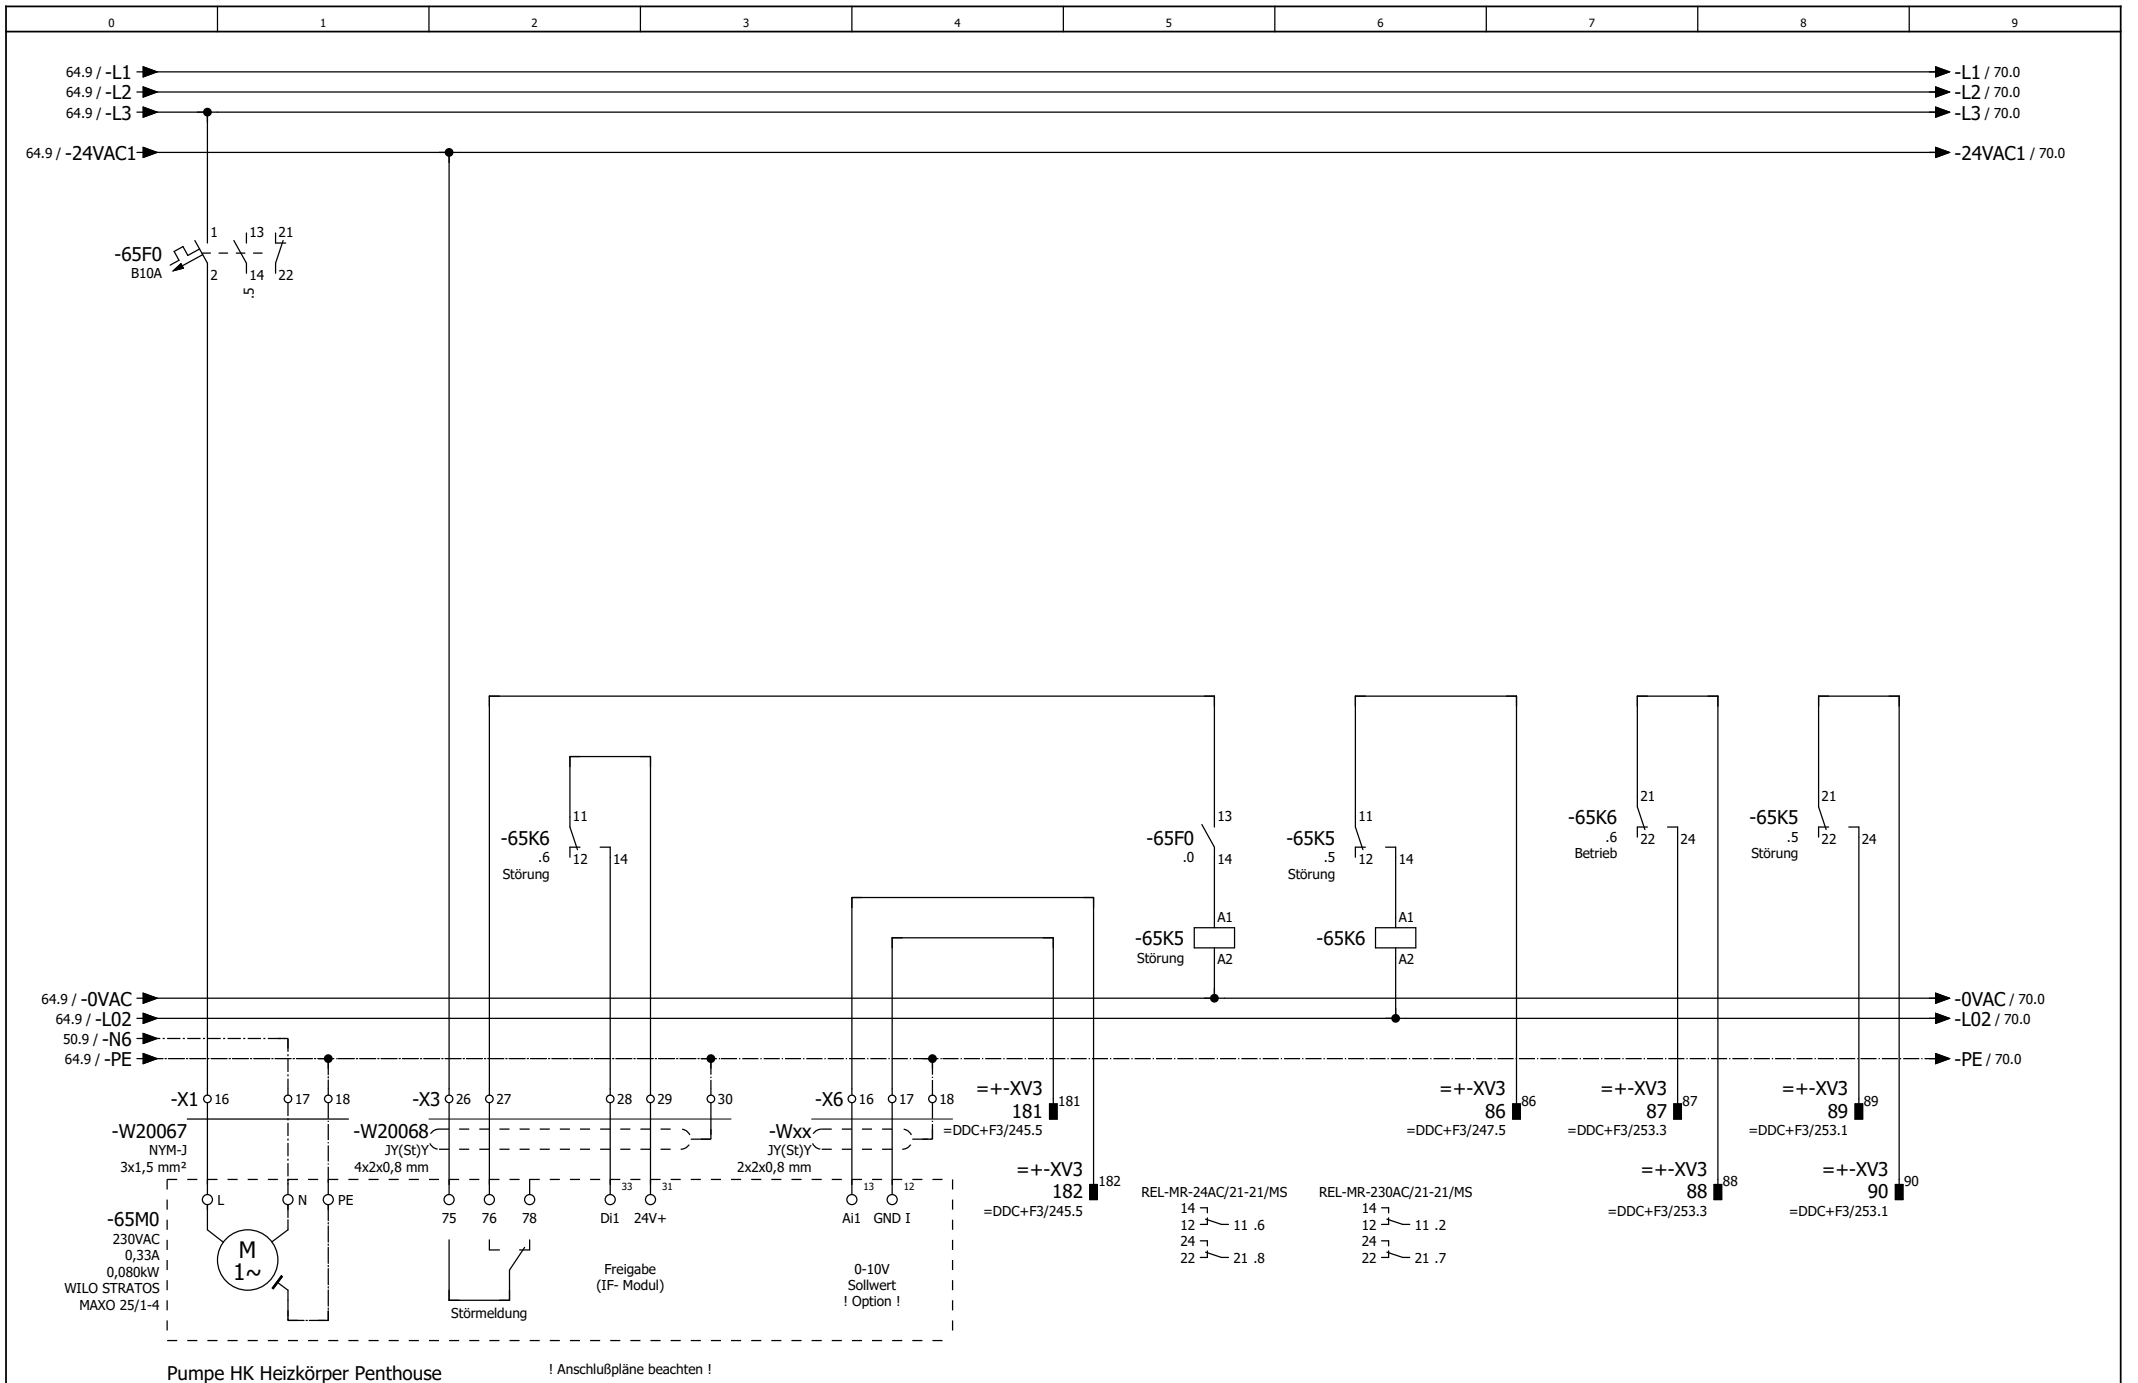 0 1 2 3 4 5 6 7 8 9
64.9 / -L1 -L1 / 70.0
64.9 / -L2 -L2 / 70.0
64.9 / -L3 -L3 / 70.0
64.9 / -24VAC1 -24VAC1 / 70.0
1 13 21
-65F0
B10A
2 14 22
.5
11
-65K6
.6
Störung
12 14
13
-65F0
.0
14
11
-65K5
.5
Störung
12 14
21
-65K6
.6
Betrieb
22 24
21
-65K5
.5
Störung
22 24
A1
-65K5
Störung
A2
A1
-65K6
A2
64.9 / -0VAC -0VAC / 70.0
64.9 / -L02 -L02 / 70.0
50.9 / -N6
64.9 / -PE -PE / 70.0
-X1 16 17 18
-X3 26 27 28 29 30
-X6 16 17 18
=+-XV3
181 181
=DDC+F3/245.5
=+-XV3
86 86
=DDC+F3/247.5
=+-XV3
87 87
=DDC+F3/253.3
=+-XV3
89 89
=DDC+F3/253.1
-W20067
NYM-J
3x1,5 mm²
-W20068
JY(St)Y
4x2x0,8 mm
-Wxx
JY(St)Y
2x2x0,8 mm
=+-XV3
182 182
=DDC+F3/245.5
=+-XV3
88 88
=DDC+F3/253.3
=+-XV3
90 90
=DDC+F3/253.1
L N PE
33 31
75 76 78 Di1 24V+
13 12
Ai1 GND I
-65M0
230VAC
0,33A
0,080kW
WILO STRATOS
MAXO 25/1-4
M
1~
Störmeldung
Freigabe
(IF- Modul)
0-10V
Sollwert
! Option !
REL-MR-24AC/21-21/MS
14
12 11 .6
24
22 21 .8
REL-MR-230AC/21-21/MS
14
12 11 .2
24
22 21 .7
Pumpe HK Heizkörper Penthouse
! Anschlußpläne beachten !